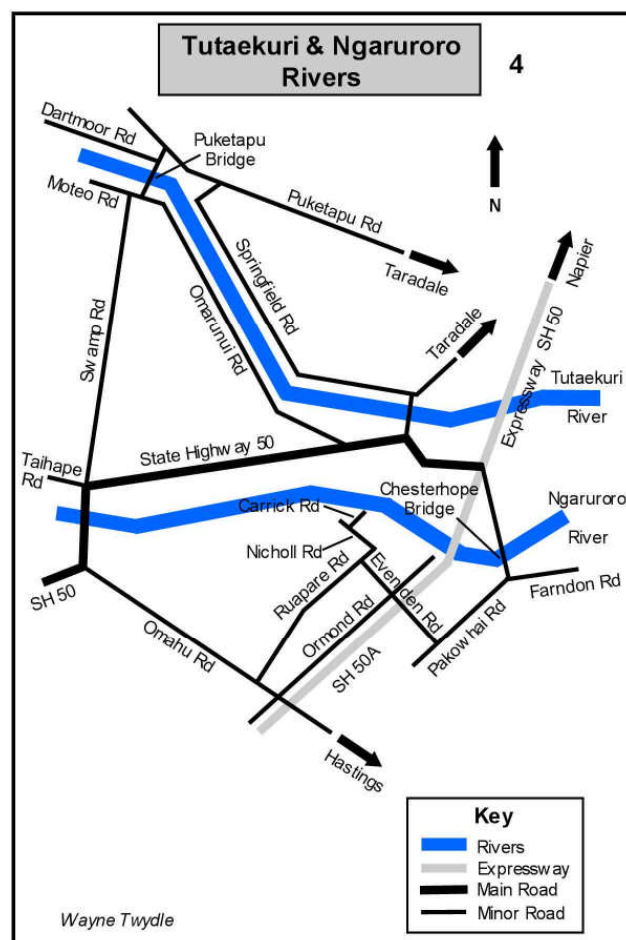 Tutaekuri & Ngaruroro
Rivers
4
Dartmoor Rd
Puketapu
Bridge
Moteo Rd
Puketapu Rd
Taradale
N
Napier
Springfield Rd
Omarunui Rd
Swamp Rd
Taradale
Expressway SH 50
Tutaekuri
River
State Highway 50
Taihape
Rd
Carrick Rd
Chesterhope
Bridge
Ngaruroro
River
Nicholl Rd
Ruapare Rd
Evenden Rd
Farndon Rd
SH 50
Omahu Rd
Ormond Rd
SH 50A
Pakowhai Rd
Hastings
Key
Rivers
Expressway
Main Road
Minor Road
Wayne Twydle